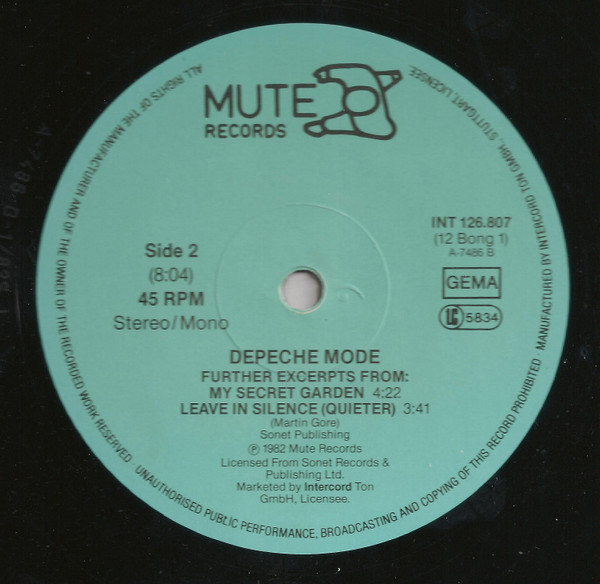 MUTE
RECORDS
INT 126.807
(12 Bong 1)
A-7486 B
GEMA
LC 5834
Side 2
(8:04)
45 RPM
Stereo/Mono
DEPECHE MODE
FURTHER EXCERPTS FROM:
MY SECRET GARDEN 4:22
LEAVE IN SILENCE (QUIETER) 3:41
(Martin Gore)
Sonet Publishing
Ⓟ 1982 Mute Records
Licensed From Sonet Records &
Publishing Ltd.
Marketed by Intercord Ton
GmbH, Licensee.
ALL RIGHTS OF THE MANUFACTURER AND OF THE OWNER OF THE RECORDED WORK RESERVED · UNAUTHORISED PUBLIC PERFORMANCE, BROADCASTING AND COPYING OF THIS RECORD PROHIBITED · MANUFACTURED BY INTERCORD TON GMBH., STUTTGART, LICENSEE.